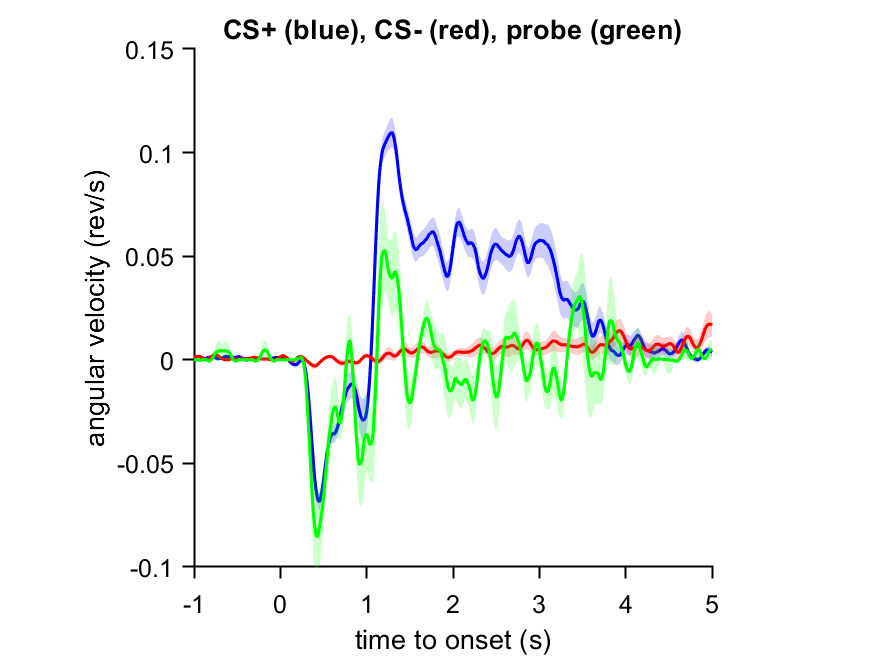 CS+ (blue), CS- (red), probe (green)
0.15
0.1
0.05
0
-0.05
-0.1
angular velocity (rev/s)
-1 0 1 2 3 4 5
time to onset (s)